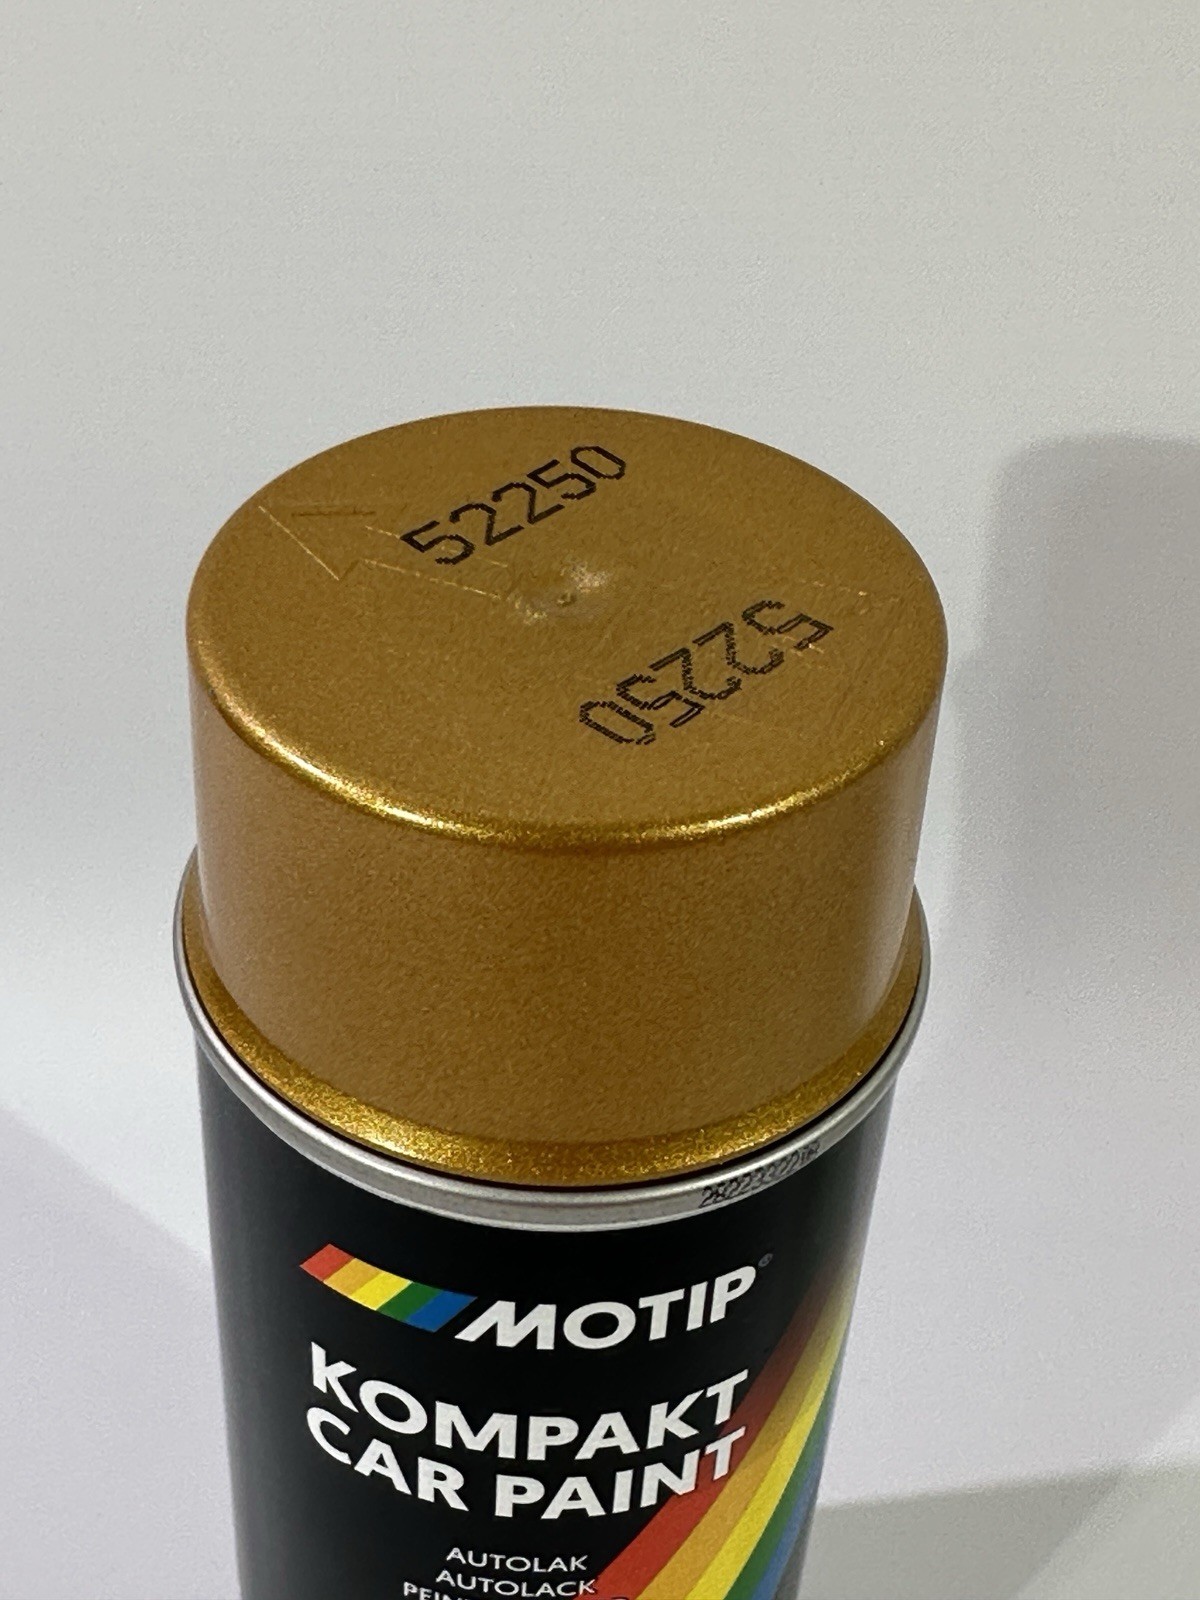 52250
52250
MOTIP®
KOMPAKT
CAR PAINT
AUTOLAK
AUTOLACK